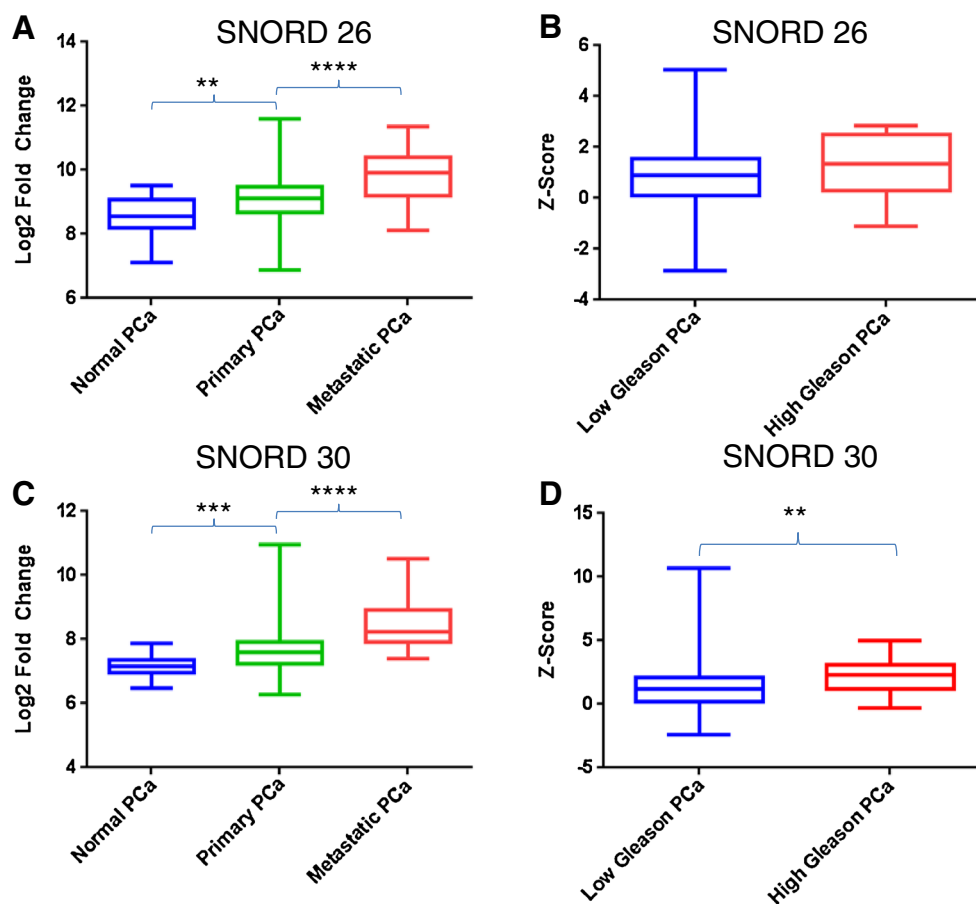 A
SNORD 26
14
12
10
8
6
Log2 Fold Change
**
****
Normal PCa
Primary PCa
Metastatic PCa
B
SNORD 26
6
4
2
0
-2
-4
Z-Score
Low Gleason PCa
High Gleason PCa
C
SNORD 30
12
10
8
6
4
Log2 Fold Change
***
****
Normal PCa
Primary PCa
Metastatic PCa
D
SNORD 30
15
10
5
0
-5
Z-Score
**
Low Gleason PCa
High Gleason PCa